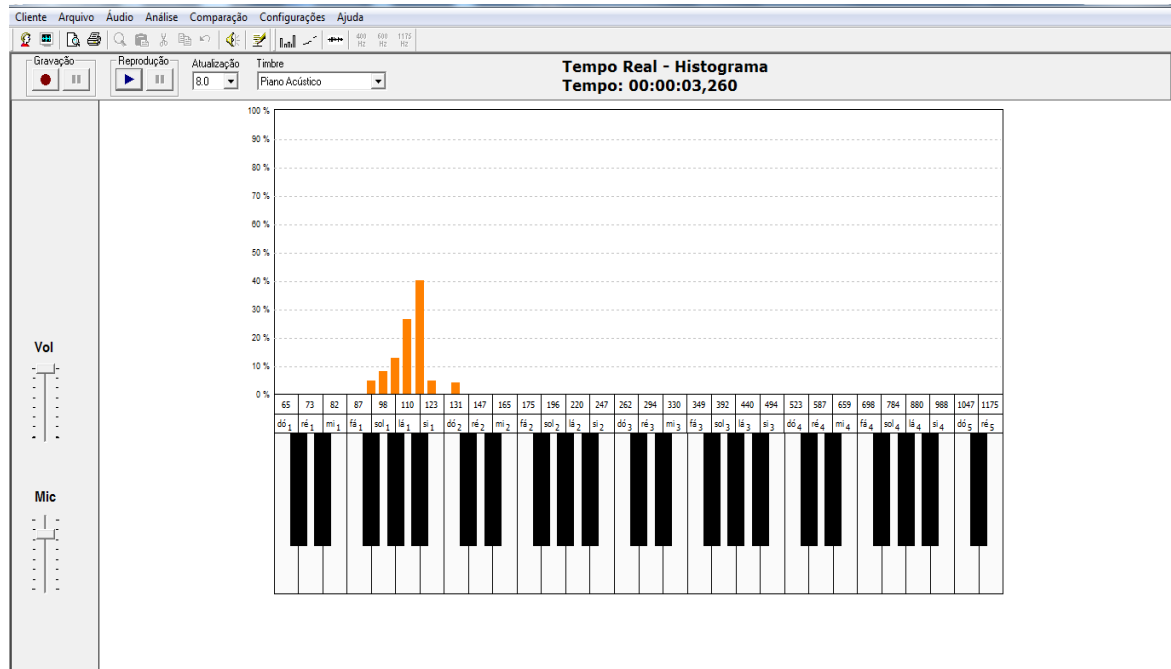 Cliente Arquivo Áudio Análise Comparação Configurações Ajuda
400 Hz 600 Hz 1175 Hz
Gravação Reprodução Atualização Timbre
8.0 Piano Acústico
Tempo Real - Histograma
Tempo: 00:00:03,260
100 %
90 %
80 %
70 %
60 %
50 %
40 %
30 %
20 %
10 %
0 %
Vol
65 73 82 87 98 110 123 131 147 165 175 196 220 247 262 294 330 349 392 440 494 523 587 659 698 784 880 988 1047 1175
dó1 ré1 mi1 fá1 sol1 lá1 si1 dó2 ré2 mi2 fá2 sol2 lá2 si2 dó3 ré3 mi3 fá3 sol3 lá3 si3 dó4 ré4 mi4 fá4 sol4 lá4 si4 dó5 ré5
Mic